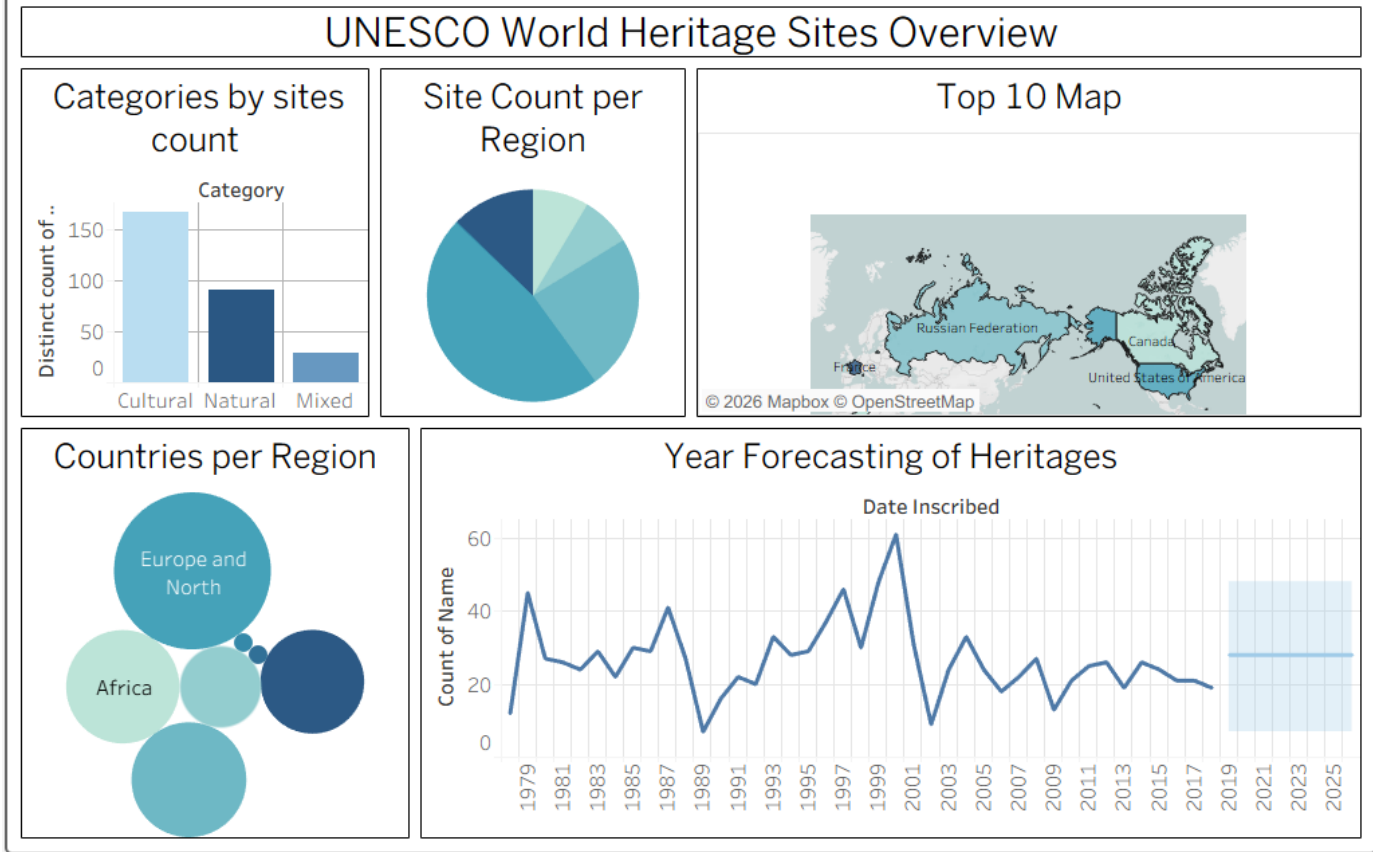 UNESCO World Heritage Sites Overview
Categories by sites
count
Category
Distinct count of ..
150
100
50
0
Cultural Natural Mixed
Site Count per
Region
Top 10 Map
Russian Federation
Canada
France
United States of America
© 2026 Mapbox © OpenStreetMap
Countries per Region
Europe and
North
Africa
Year Forecasting of Heritages
Date Inscribed
Count of Name
60
40
20
0
1979 1981 1983 1985 1987 1989 1991 1993 1995 1997 1999 2001 2003 2005 2007 2009 2011 2013 2015 2017 2019 2021 2023 2025